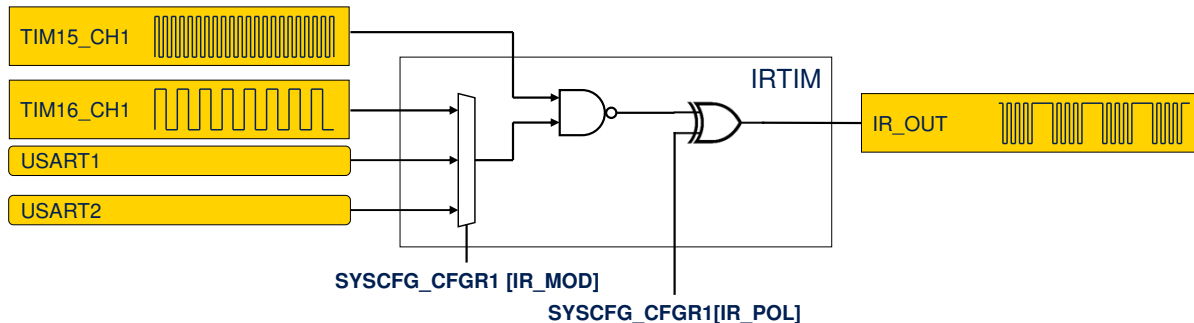 TIM15_CH1
IRTIM
TIM16_CH1
IR_OUT
USART1
USART2
SYSCFG_CFGR1 [IR_MOD]
SYSCFG_CFGR1[IR_POL]